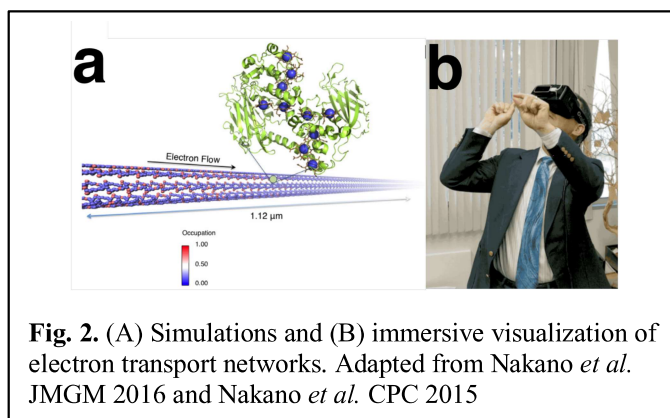 a
b
Electron Flow
1.12 µm
Occupation
1.00
0.50
0.00
Fig. 2. (A) Simulations and (B) immersive visualization of
electron transport networks. Adapted from Nakano et al.
JMGM 2016 and Nakano et al. CPC 2015